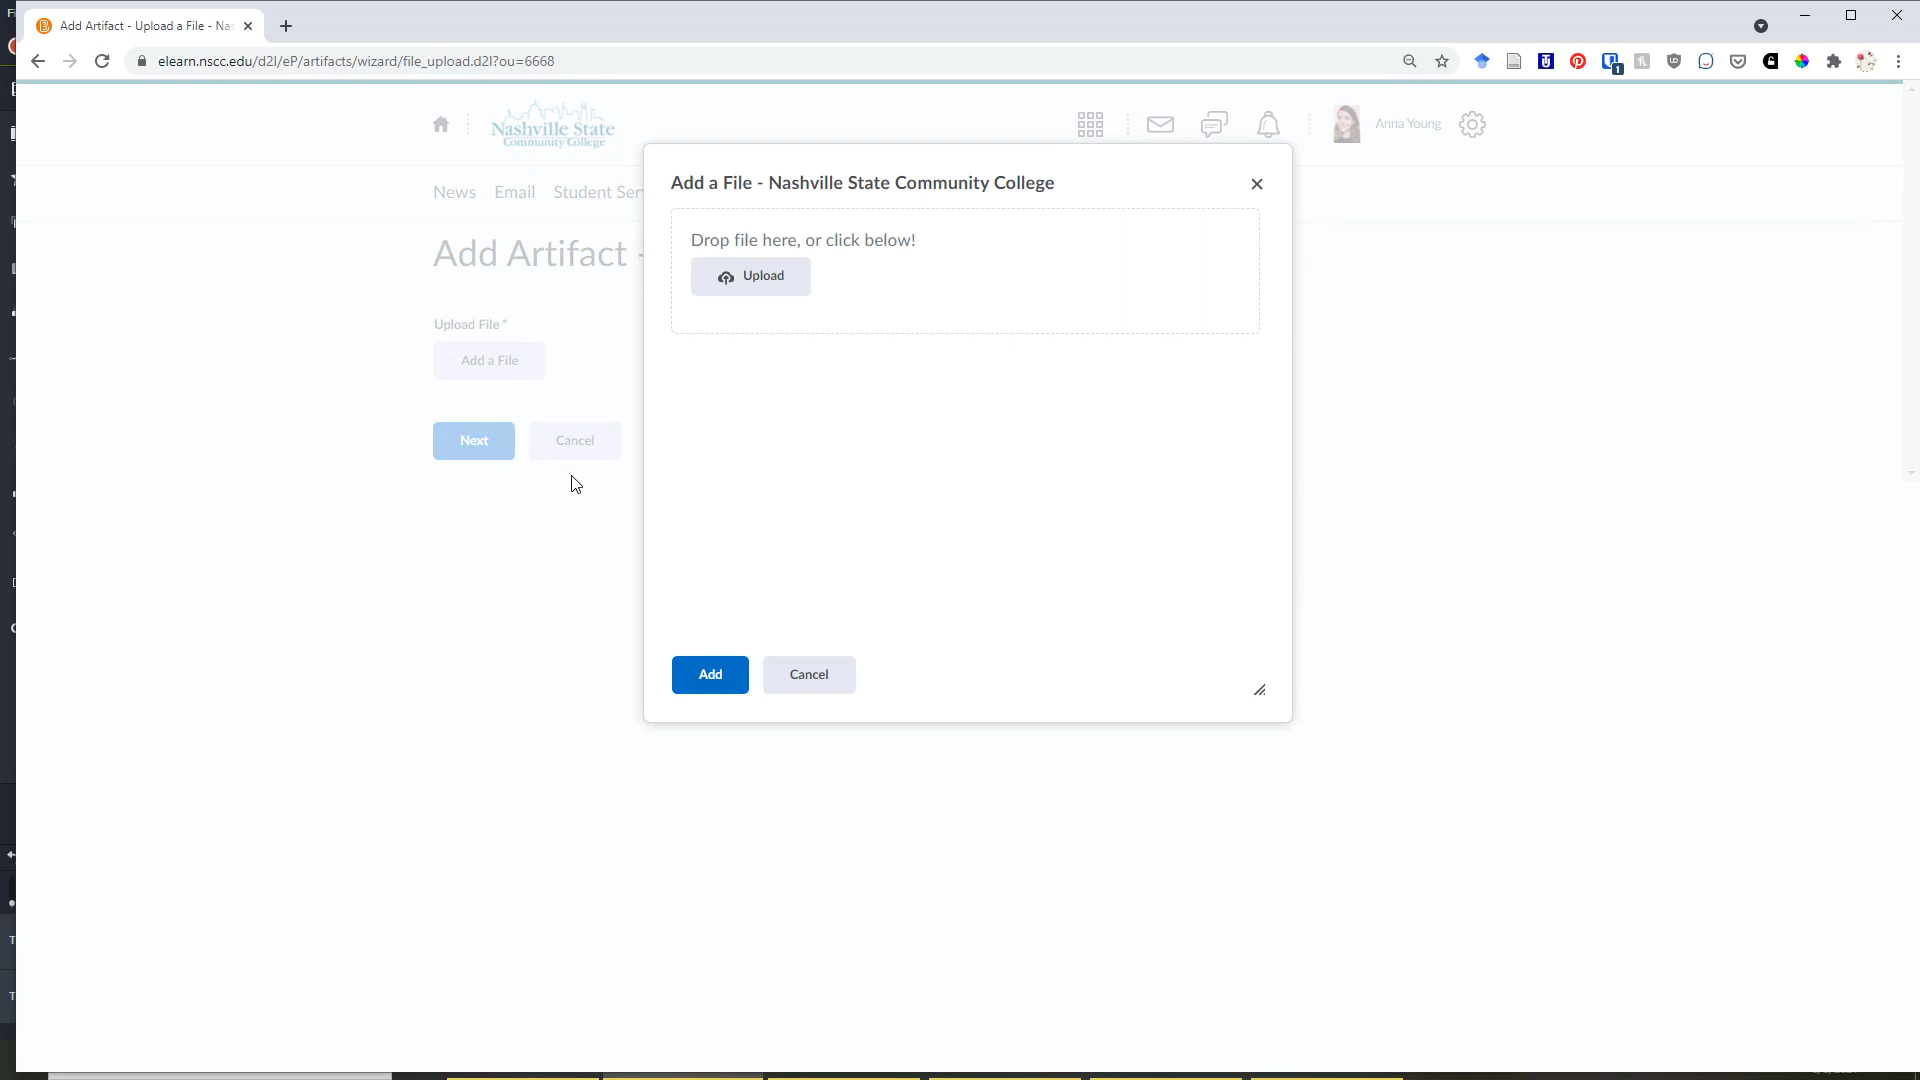 Add Artifact - Upload a File - Na
elearn.nscc.edu/d2l/eP/artifacts/wizard/file_upload.d2l?ou=6668
1
Nashville State
Community College
Anna Young
News Email Student Ser
Add Artifact -
Upload File *
Add a File
Next Cancel
Add a File - Nashville State Community College
Drop file here, or click below!
Upload
Add Cancel